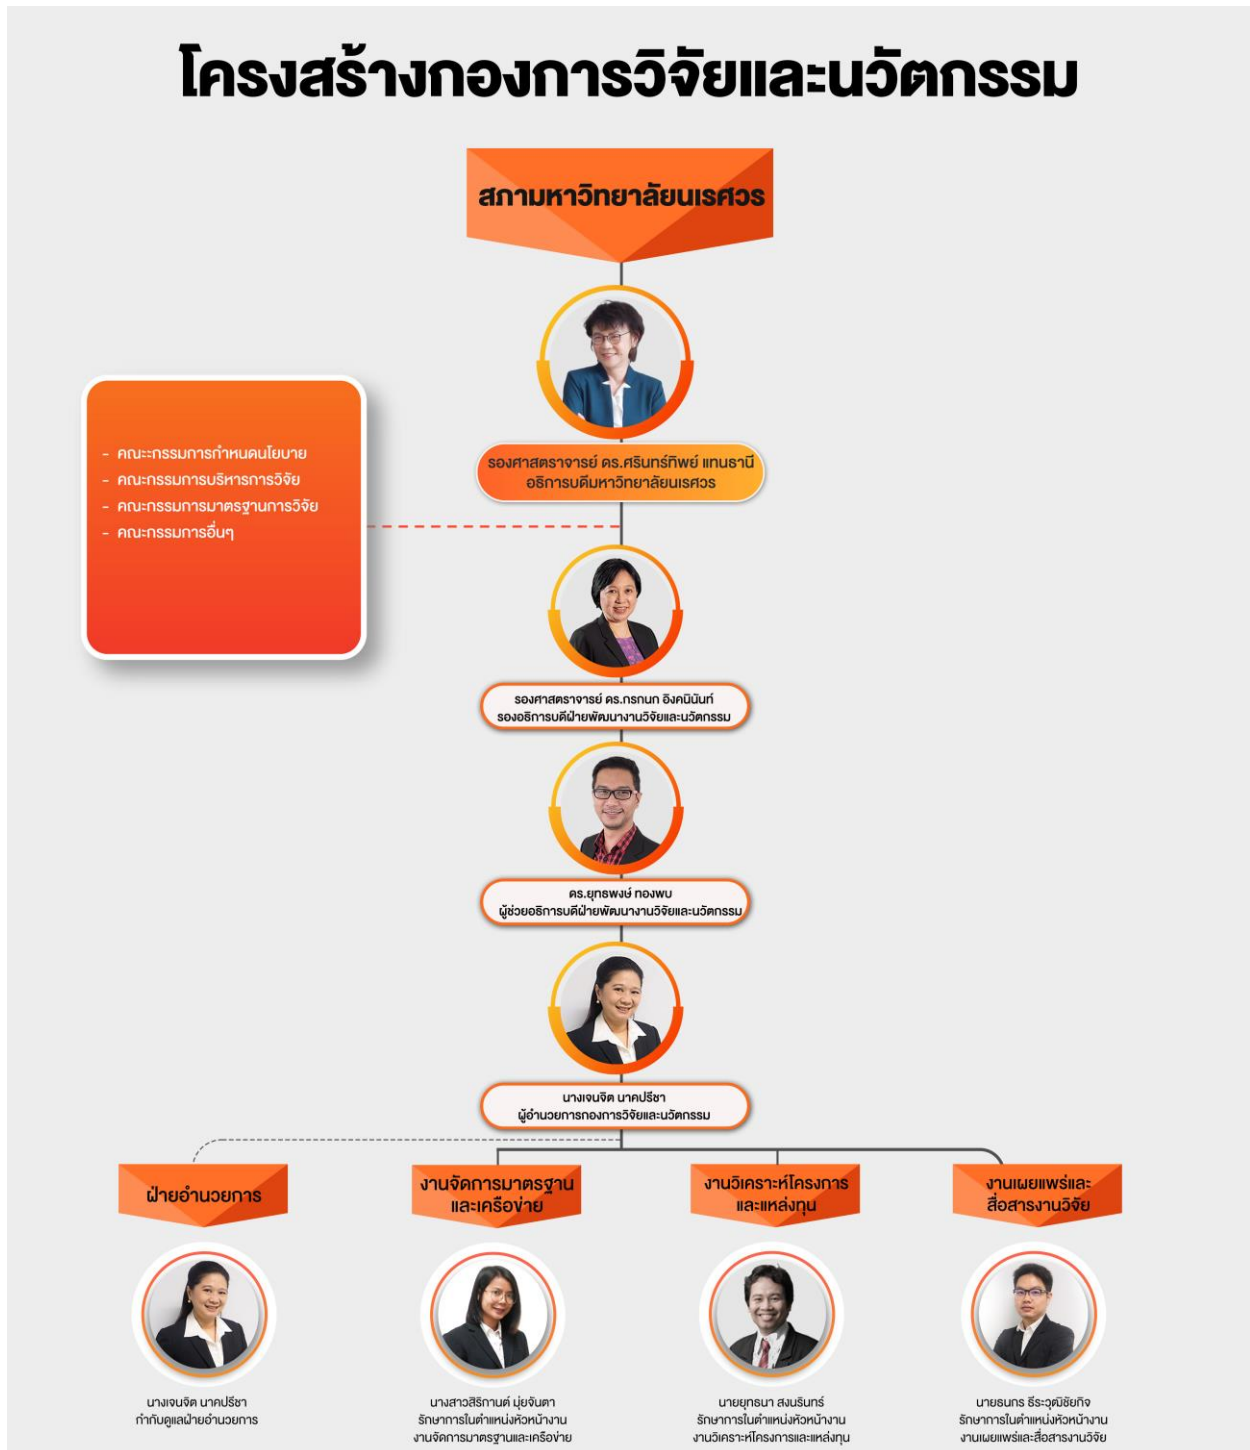 โครงสร้างกองการวิจัยและนวัตกรรม
สภามหาวิทยาลัยนเรศวร
รองศาสตราจารย์ ดร.ศรินทร์ทิพย์ แทนธานี
อธิการบดีมหาวิทยาลัยนเรศวร
- คณะะกรรมการกำหนดนโยบาย
- คณะกรรมการบริหารการวิจัย
- คณะกรรมการมาตรฐานการวิจัย
- คณะกรรมการอื่นๆ
รองศาสตราจารย์ ดร.กรกนก อิงคนินันท์
รองอธิการบดีฝ่ายพัฒนางานวิจัยและนวัตกรรม
ดร.ยุทธพงษ์ ทองพบ
ผู้ช่วยอธิการบดีฝ่ายพัฒนางานวิจัยและนวัตกรรม
นางเจนจิต นาคปรีชา
ผู้อำนวยการกองการวิจัยและนวัตกรรม
ฝ่ายอำนวยการ
นางเจนจิต นาคปรีชา
กำกับดูแลฝ่ายอำนวยการ
งานจัดการมาตรฐาน
และเครือข่าย
นางสาวสิริกานต์ มุ่ยจันตา
รักษาการในตำแหน่งหัวหน้างาน
งานจัดการมาตรฐานและเครือข่าย
งานวิเคราะห์โครงการ
และแหล่งทุน
นายยุทธนา สงนรินทร์
รักษาการในตำแหน่งหัวหน้างาน
งานวิเคราะห์โครงการและแหล่งทุน
งานเผยแพร่และ
สื่อสารงานวิจัย
นายธนกร ธีระวุฒิชัยกิจ
รักษาการในตำแหน่งหัวหน้างาน
งานเผยแพร่และสื่อสารงานวิจัย